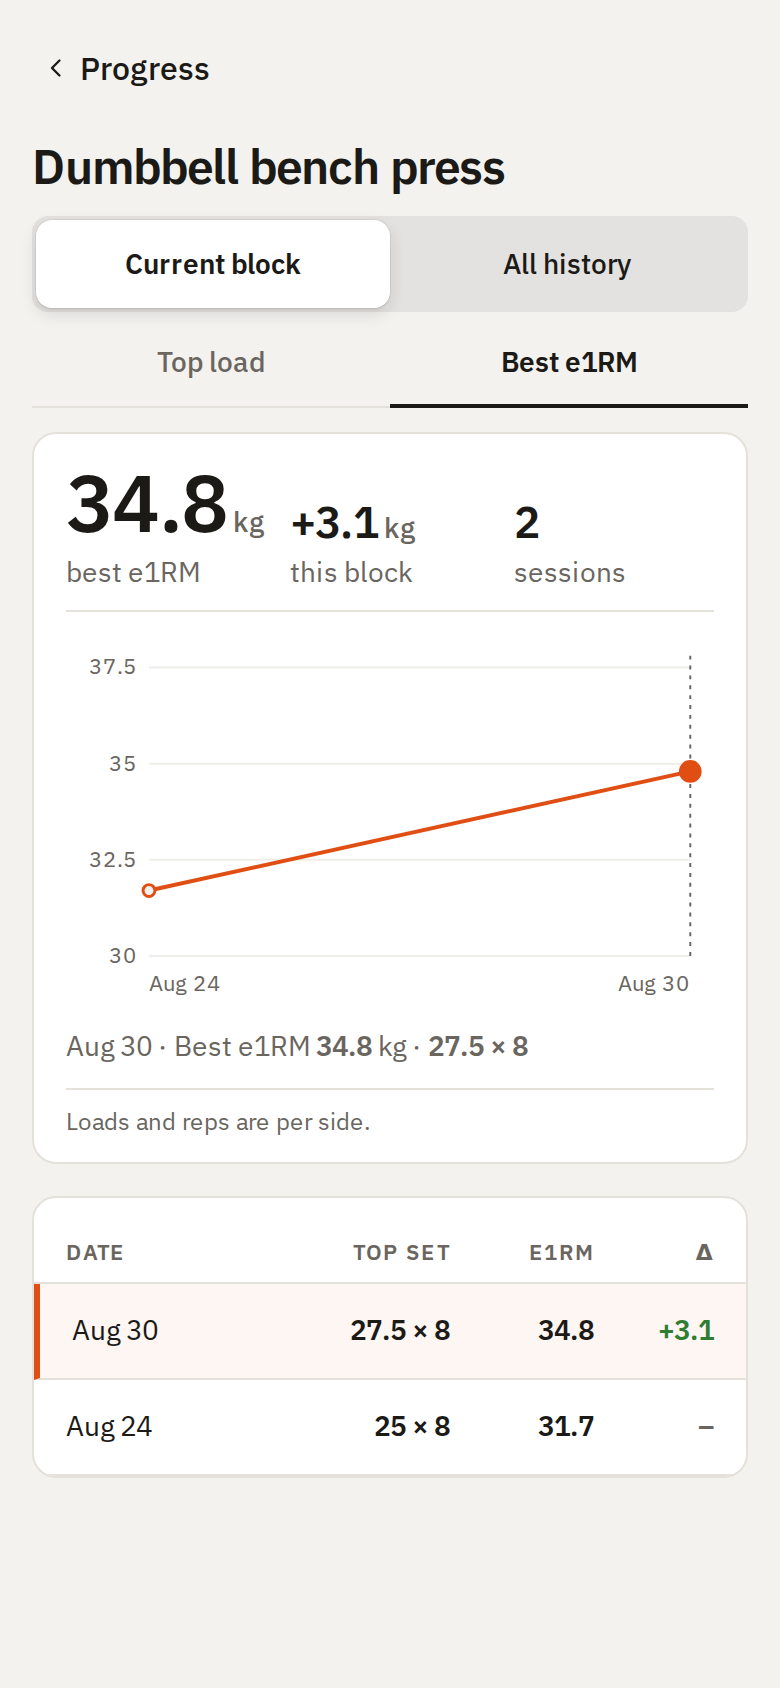 Progress
Dumbbell bench press
Current block All history
Top load Best e1RM
34.8 kg +3.1 kg 2
best e1RM this block sessions
37.5
35
32.5
30
Aug 24 Aug 30
Aug 30 · Best e1RM 34.8 kg · 27.5 × 8
Loads and reps are per side.
DATE TOP SET E1RM Δ
Aug 30 27.5 × 8 34.8 +3.1
Aug 24 25 × 8 31.7 –